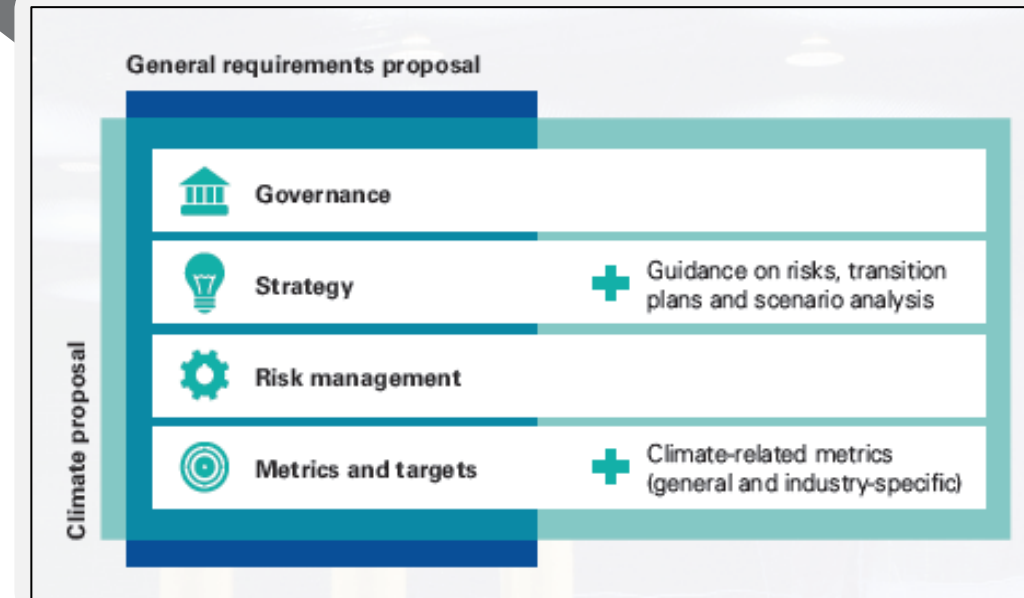 General requirements proposal
Governance
Strategy
Guidance on risks, transition
plans and scenario analysis
Risk management
Metrics and targets
Climate-related metrics
(general and industry-specific)
Climate proposal